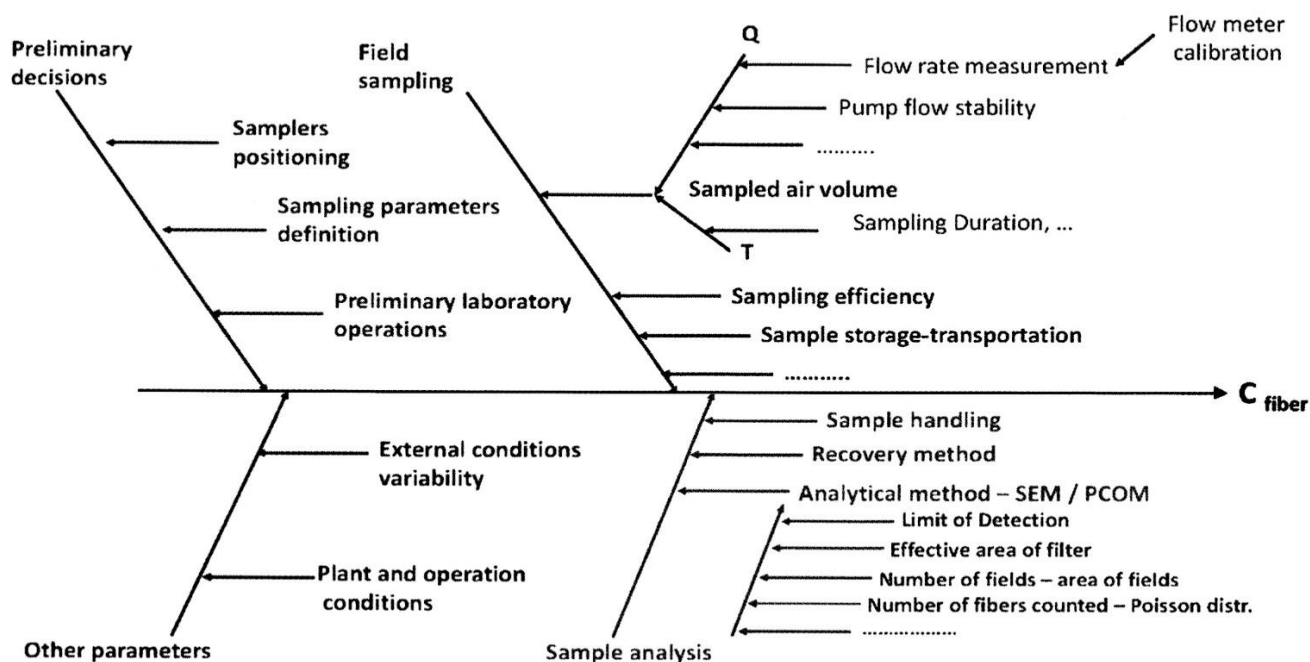 Preliminary
decisions
Samplers
positioning
Sampling parameters
definition
Preliminary laboratory
operations
Field
sampling
Q
Flow rate measurement
Flow meter
calibration
Pump flow stability
..........
Sampled air volume
Sampling Duration, ...
T
Sampling efficiency
Sample storage-transportation
...........
C fiber
External conditions
variability
Plant and operation
conditions
Other parameters
Sample handling
Recovery method
Analytical method – SEM / PCOM
Limit of Detection
Effective area of filter
Number of fields – area of fields
Number of fibers counted – Poisson distr.
..................
Sample analysis